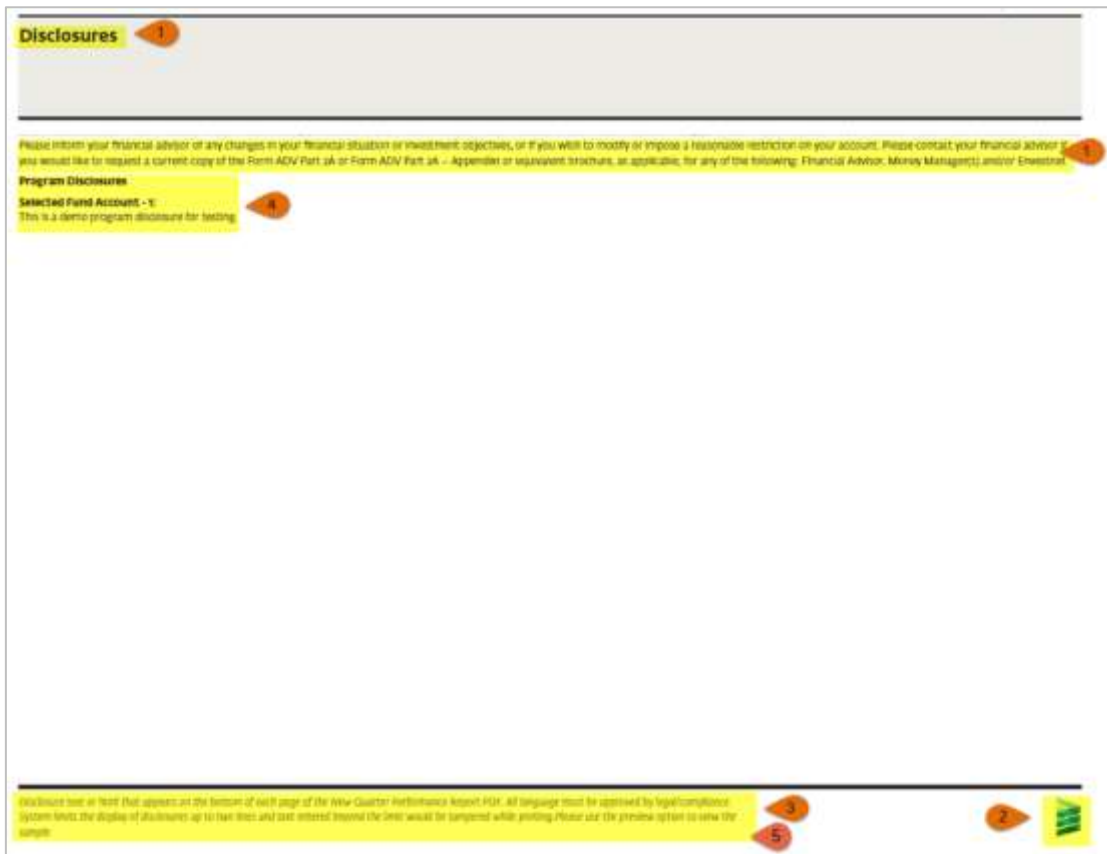 Disclosures 1
Please inform your financial advisor of any changes in your financial situation or investment objectives, or if you wish to modify or impose a reasonable restriction on your account. Please contact your financial advisor if
you would like to request a current copy of the Form ADV Part 2A or Form ADV Part 2A – Appendix or equivalent brochure, as applicable, for any of the following: Financial Advisor, Money Manager(s) and/or Envestnet.
1
Program Disclosures
Selected Fund Account - 1:
This is a demo program disclosure for testing
4
Disclosure text or html that appears on the bottom of each page of the New Quarter Performance Report PDF. All language must be approved by legal/compliance.
System limits the display of disclosures up to two lines and text entered beyond the limit would be tampered while printing.Please use the preview option to view the
sample
3
5
2